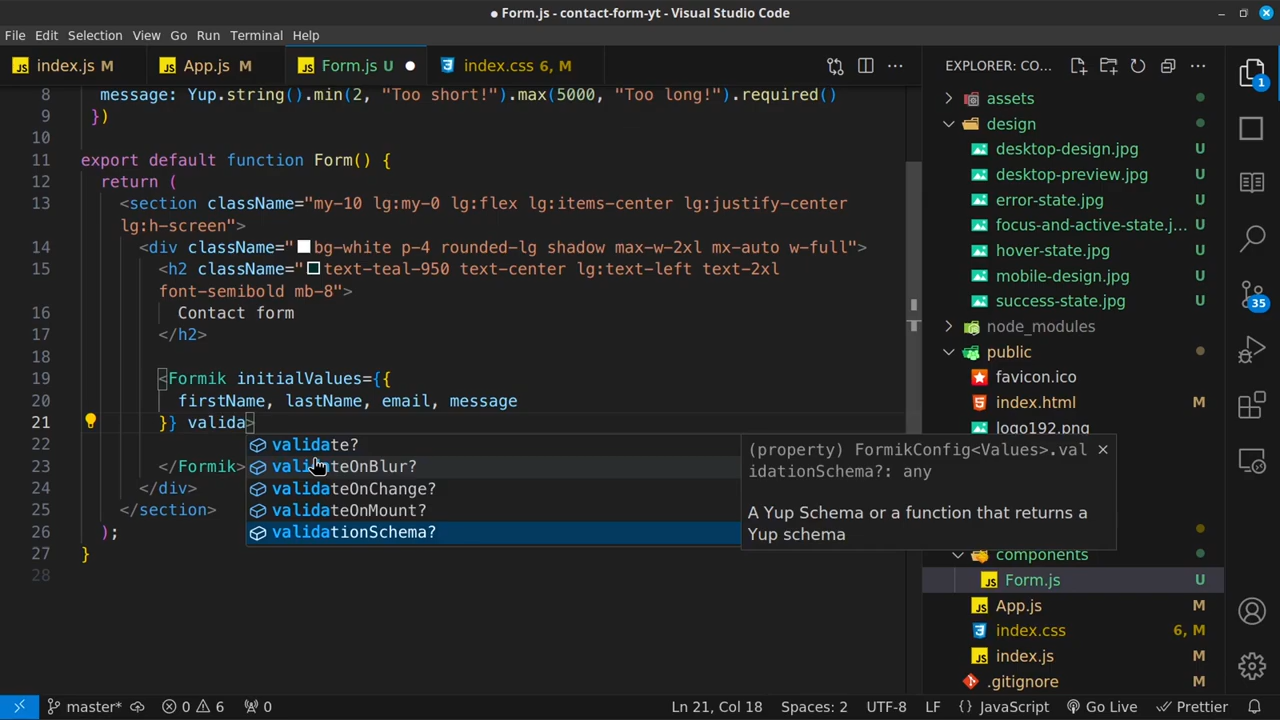 ● Form.js - contact-form-yt - Visual Studio Code
File Edit Selection View Go Run Terminal Help
JS index.js M
JS App.js M
JS Form.js U ●
index.css 6, M
EXPLORER: CO... ···
8 message: Yup.string().min(2, "Too short!").max(5000, "Too long!").required()
9 })
10
11 export default function Form() {
12 return (
13 <section className="my-10 lg:my-0 lg:flex lg:items-center lg:justify-center
lg:h-screen">
14 <div className="bg-white p-4 rounded-lg shadow max-w-2xl mx-auto w-full">
15 <h2 className="text-teal-950 text-center lg:text-left text-2xl
font-semibold mb-8">
16 Contact form
17 </h2>
18
19 <Formik initialValues={{
20 firstName, lastName, email, message
21 }} valida>
22
23 </Formik>
24 </div>
25 </section>
26 );
27 }
28
validate?
validateOnBlur?
validateOnChange?
validateOnMount?
validationSchema?
(property) FormikConfig<Values>.val
idationSchema?: any
A Yup Schema or a function that returns a
Yup schema
assets
design
desktop-design.jpg U
desktop-preview.jpg U
error-state.jpg U
focus-and-active-state.j... U
hover-state.jpg U
mobile-design.jpg U
success-state.jpg U
node_modules
public
favicon.ico U
index.html U
logo192.png
components
JS Form.js U
JS App.js M
index.css 6, M
JS index.js M
.gitignore U
1
35
master* 0 6 0
Ln 21, Col 18 Spaces: 2 UTF-8 LF {} JavaScript Go Live Prettier